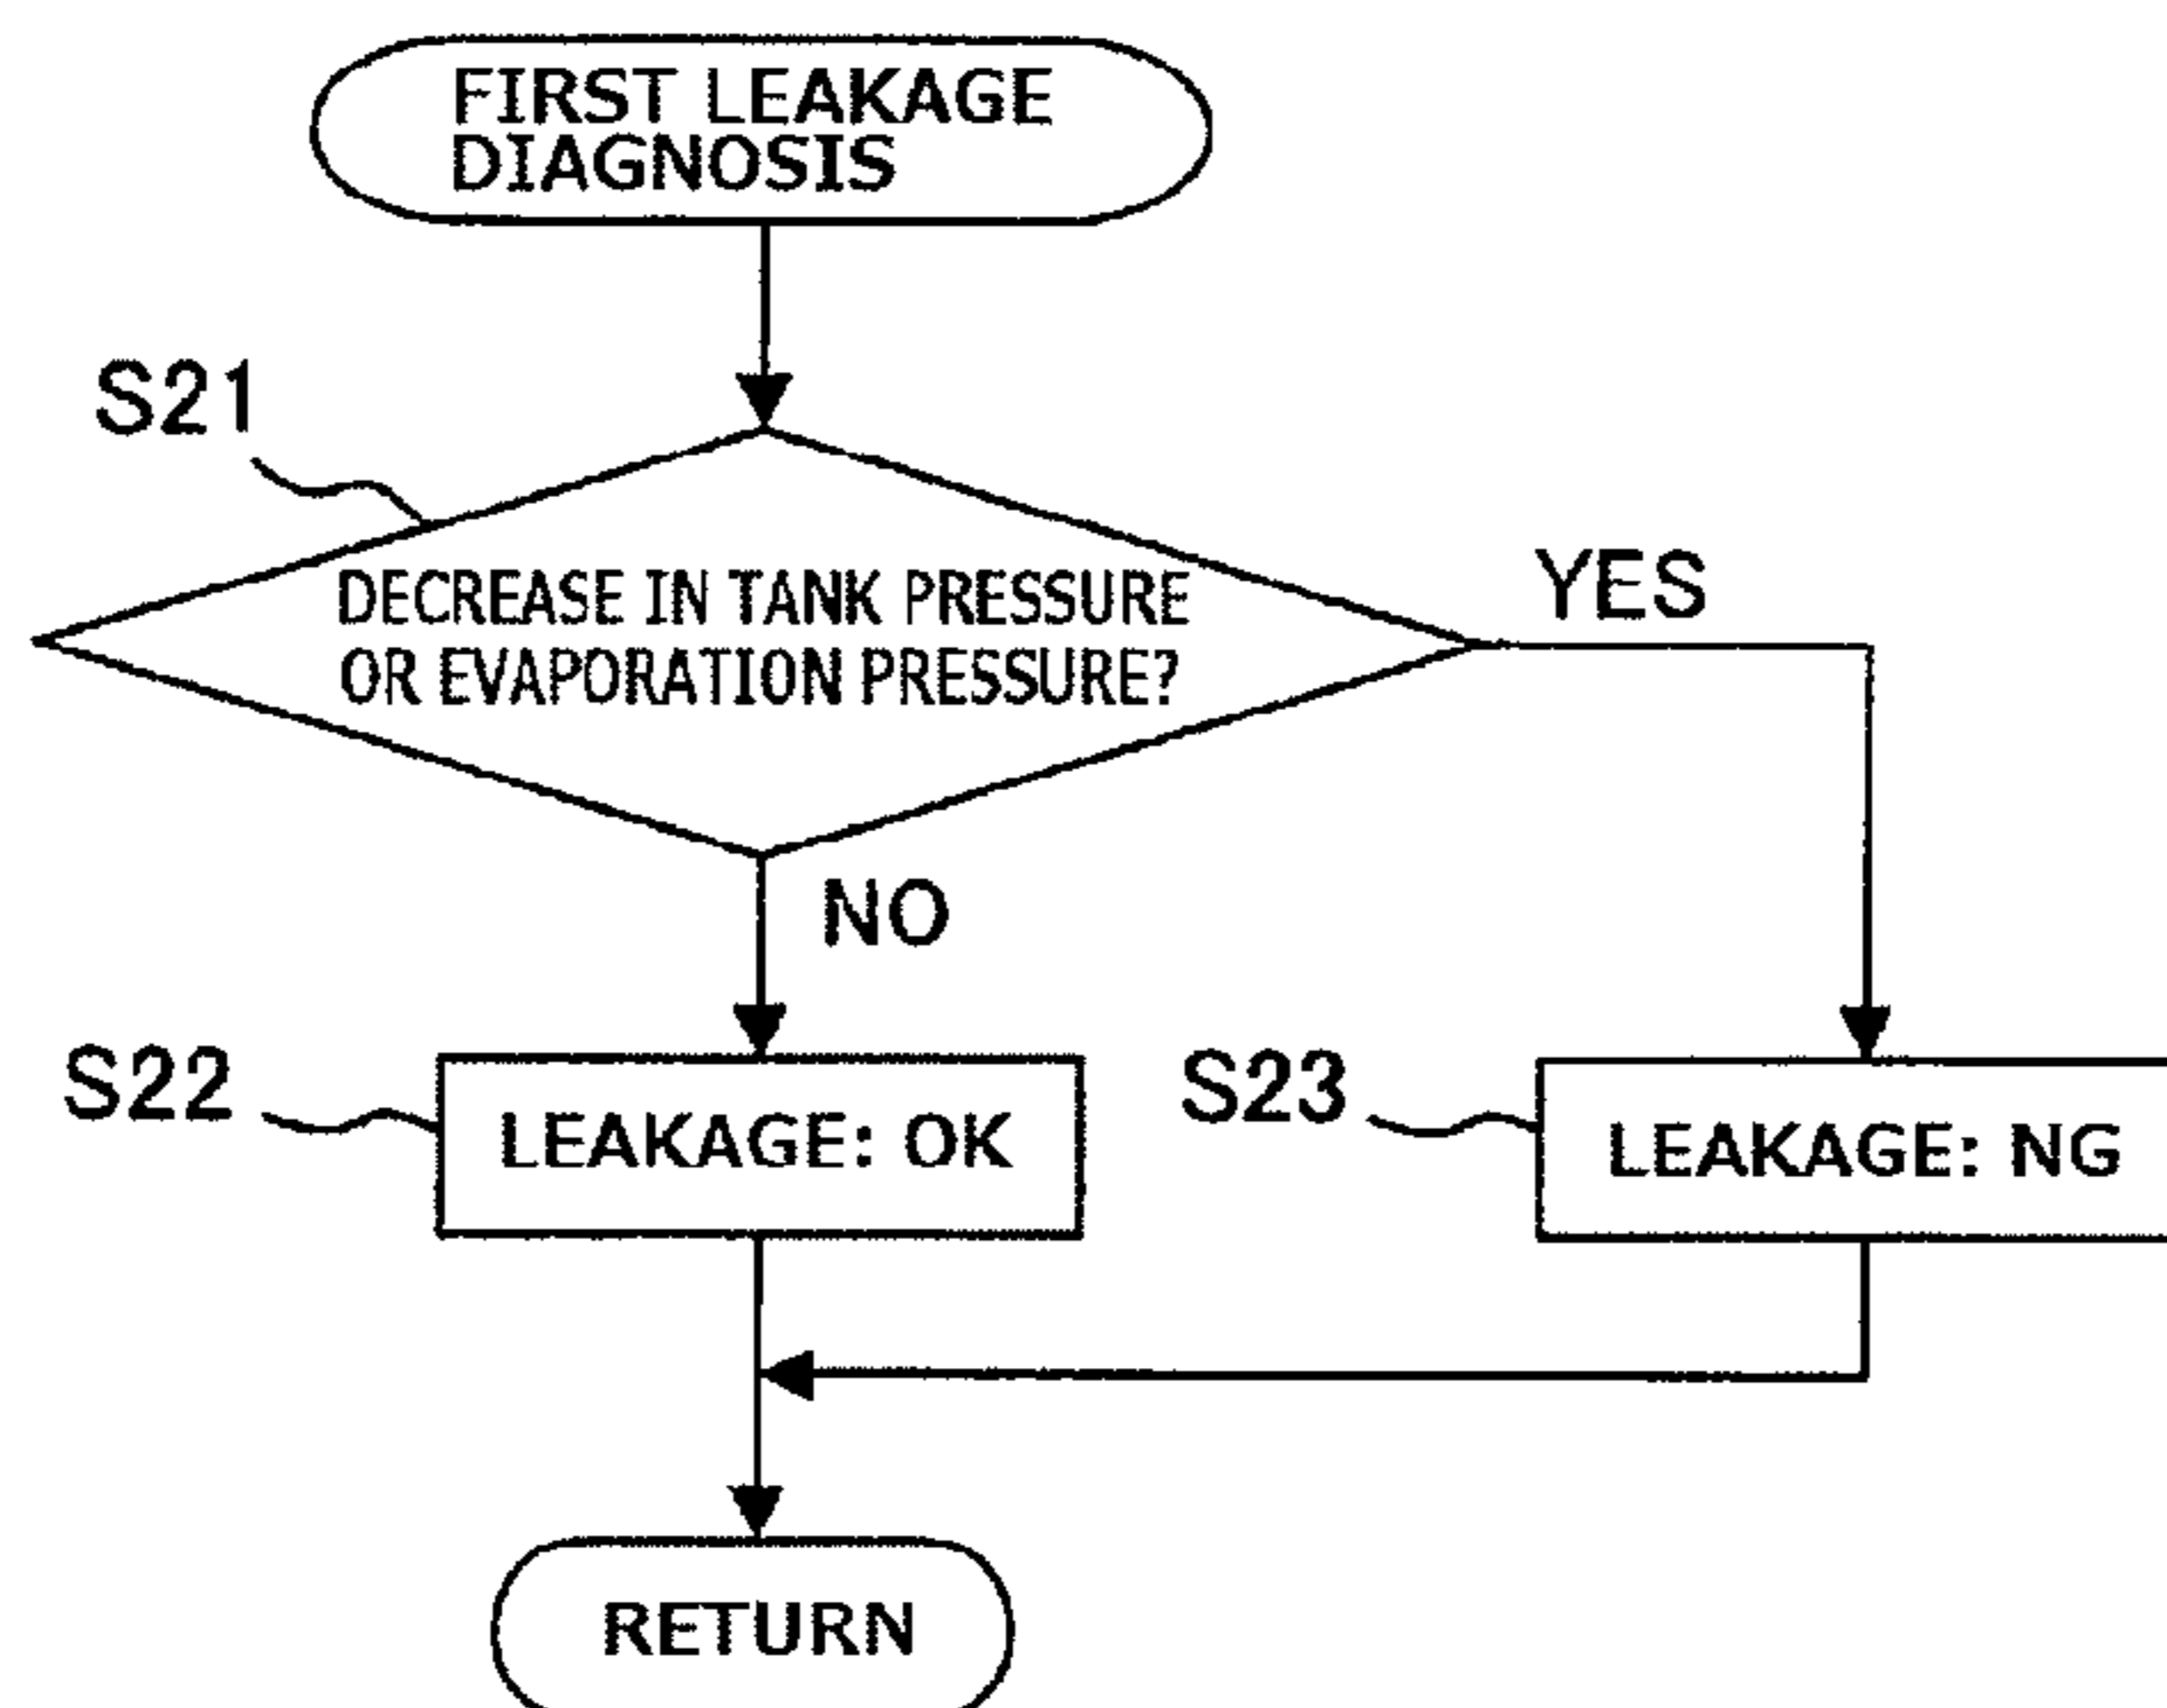 FIRST LEAKAGE
DIAGNOSIS
S21
DECREASE IN TANK PRESSURE
OR EVAPORATION PRESSURE?
YES
NO
S22
LEAKAGE: OK
S23
LEAKAGE: NG
RETURN